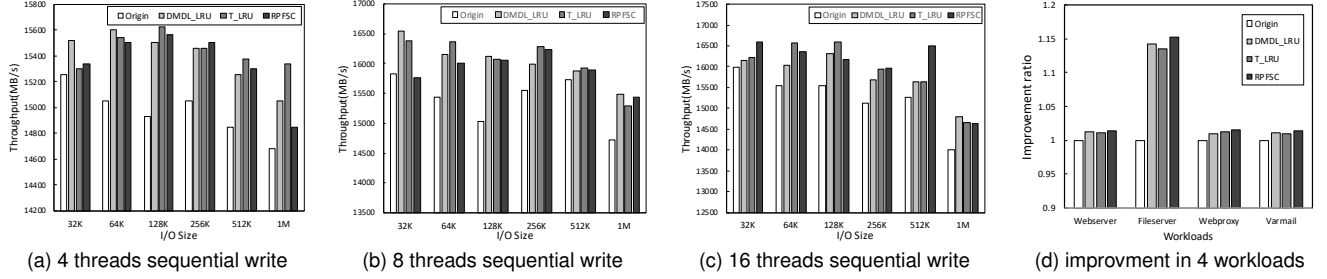 15800
15600
15400
15200
15000
14800
14600
14400
14200
Throughput(MB/s)
Origin DMDL_LRU T_LRU RPFSC
32K 64K 128K 256K 512K 1M
I/O Size
(a) 4 threads sequential write
17000
16500
16000
15500
15000
14500
14000
13500
Throughput(MB/s)
Origin DMDL_LRU T_LRU RPFSC
32K 64K 128K 256K 512K 1M
I/O Size
(b) 8 threads sequential write
17500
17000
16500
16000
15500
15000
14500
14000
13500
13000
12500
Throughput(MB/s)
Origin DMDL_LRU T_LRU RPFSC
32K 64K 128K 256K 512K 1M
I/O Size
(c) 16 threads sequential write
1.2
1.15
1.1
1.05
1
0.95
0.9
Improvement ratio
Origin
DMDL_LRU
T_LRU
RPFSC
Webserver Fileserver Webproxy Varmail
Workloads
(d) improvment in 4 workloads